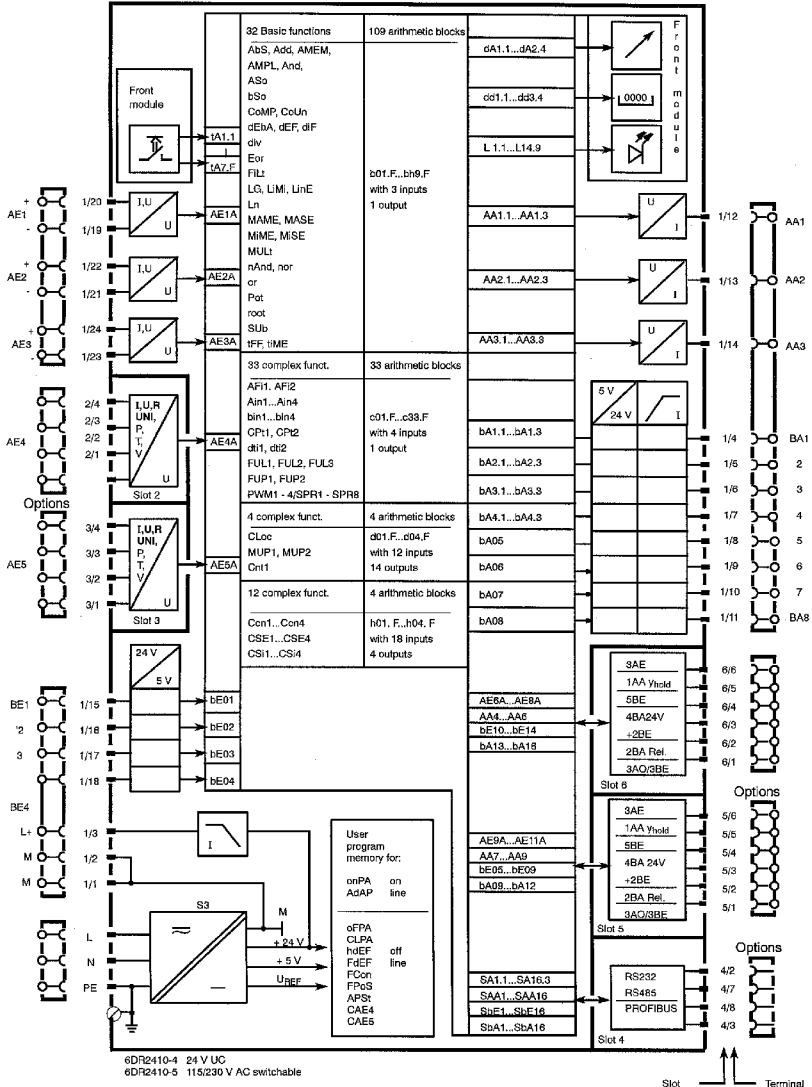 32 Basic functions
109 arithmetic blocks
AbS, Add, AMEM,
AMPL, And,
ASo
bSo
CoMP, CoUn
dEbA, dEF, diF
div
Eor
FiLt
LG, LiMI, LinE
Ln
MAME, MASE
MiME, MiSE
MULt
nAnd, nor
or
Pot
root
SUb
tFF, tiME
b01.F...bh9.F
with 3 inputs
1 output
33 complex funct.
33 arithmetic blocks
AFi1. AFi2
Ain1...Ain4
bin1...bIn4
CPt1, CPt2
dti1, dti2
FUL1, FUL2, FUL3
FUP1, FUP2
PWM1 - 4/SPR1 - SPR8
c01.F...c33.F
with 4 inputs
1 output
4 complex funct.
4 arithmetic blocks
CLoc
MUP1, MUP2
Cnt1
d01.F...d04.F
with 12 inputs
14 outputs
12 complex funct.
4 arithmetic blocks
Ccn1...Ccn4
CSE1...CSE4
CSi1...CSi4
h01. F...h04. F
with 18 inputs
4 outputs
Front
module
tA1.1
tA7.F
+
AE1
-
1/20
1/19
I,U
U
AE1A
+
AE2
-
1/22
1/21
I,U
U
AE2A
+
AE3
-
1/24
1/23
I,U
U
AE3A
AE4
2/4
2/3
2/2
2/1
I,U,R
UNI,
P,
T,
V
U
Slot 2
AE4A
Options
AE5
3/4
3/3
3/2
3/1
I,U,R
UNI,
P,
T,
V
U
Slot 3
AE5A
24 V
5 V
BE1
'2
3
BE4
1/15
1/16
1/17
1/18
bE01
bE02
bE03
bE04
L+
M
M
1/3
1/2
1/1
I
L
N
PE
S3
M
+ 24 V
+ 5 V
UREF
User
program
memory for:
onPA on
AdAP line
oFPA
CLPA
hdEF off
FdEF line
FCon
FPoS
APSt
CAE4
CAE5
dA1.1...dA2.4
dd1.1...dd3.4
L 1.1...L14.9
0000
Front module
AA1.1...AA1.3
U
I
1/12
AA1
AA2.1...AA2.3
U
I
1/13
AA2
AA3.1...AA3.3
U
I
1/14
AA3
5 V
24 V
I
bA1.1...bA1.3
1/4
BA1
bA2.1...bA2.3
1/5
2
bA3.1...bA3.3
1/6
3
bA4.1...bA4.3
1/7
4
bA05
1/8
5
bA06
1/9
6
bA07
1/10
7
bA08
1/11
BA8
AE6A...AE8A
AA4...AA6
bE10...bE14
bA13...bA16
3AE
1AA yhold
5BE
4BA24V
+2BE
2BA Rel.
3AO/3BE
Slot 6
6/6
6/5
6/4
6/3
6/2
6/1
Options
AE9A...AE11A
AA7...AA9
bE05...bE09
bA09...bA12
3AE
1AA yhold
5BE
4BA 24V
+2BE
2BA Rel.
3AO/3BE
Slot 5
5/6
5/5
5/4
5/3
5/2
5/1
Options
SA1.1...SA16.3
SAA1...SAA16
SbE1...SbE16
SbA1...SbA16
RS232
RS485
PROFIBUS
Slot 4
4/2
4/7
4/8
4/3
6DR2410-4 24 V UC
6DR2410-5 115/230 V AC switchable
Slot
Terminal